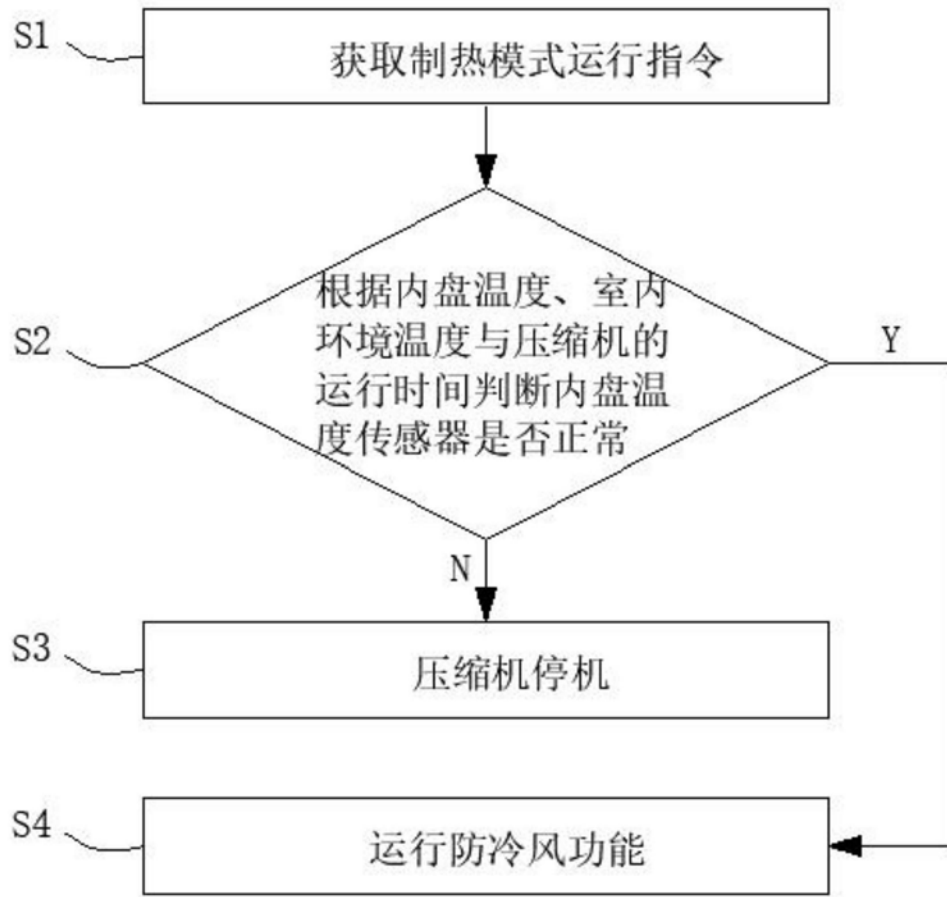 S1
获取制热模式运行指令
S2
根据内盘温度、室内
环境温度与压缩机的
运行时间判断内盘温
度传感器是否正常
Y
N
S3
压缩机停机
S4
运行防冷风功能